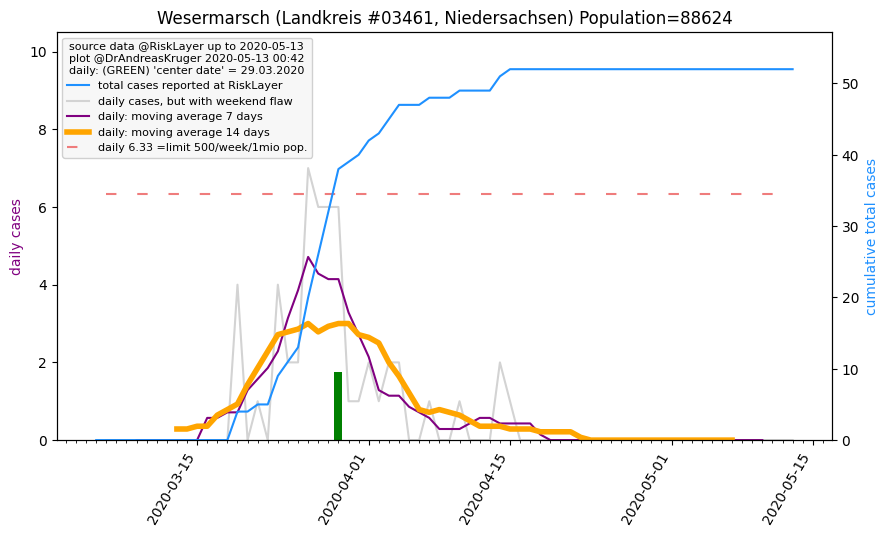 Wesermarsch (Landkreis #03461, Niedersachsen) Population=88624
source data @RiskLayer up to 2020-05-13
plot @DrAndreasKruger 2020-05-13 00:42
daily: (GREEN) 'center date' = 29.03.2020
total cases reported at RiskLayer
daily cases, but with weekend flaw
daily: moving average 7 days
daily: moving average 14 days
daily 6.33 =limit 500/week/1mio pop.
daily cases
10
8
6
4
2
0
cumulative total cases
50
40
30
20
10
0
2020-03-15
2020-04-01
2020-04-15
2020-05-01
2020-05-15